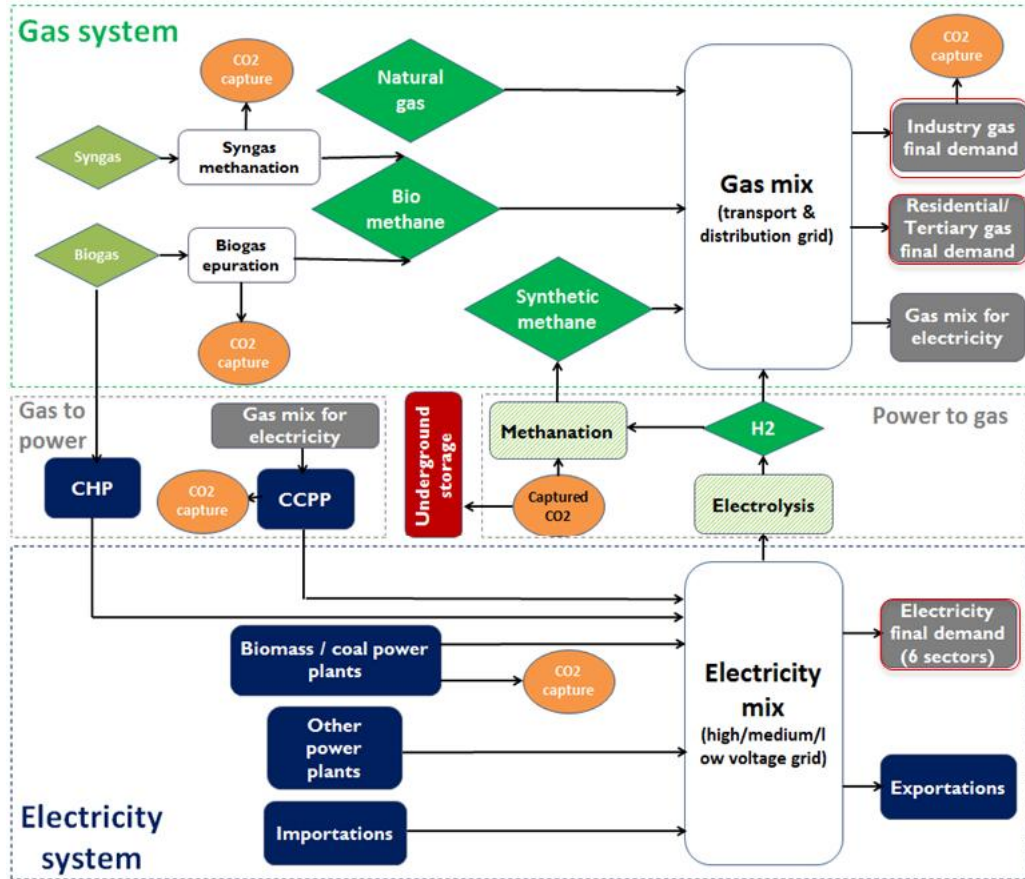 Gas system
CO2
capture
Natural
gas
CO2
capture
Syngas
Syngas
methanation
Industry gas
final demand
Bio
methane
Gas mix
(transport &
distribution grid)
Residential/
Tertiary gas
final demand
Biogas
Biogas
epuration
Synthetic
methane
Gas mix for
electricity
CO2
capture
Gas to
power
Gas mix for
electricity
Underground
storage
Methanation
H2
Power to gas
CHP
CO2
capture
CCPP
Captured
CO2
Electrolysis
Biomass / coal power
plants
CO2
capture
Electricity
mix
(high/medium/l
ow voltage grid)
Electricity
final demand
(6 sectors)
Other
power
plants
Exportations
Importations
Electricity
system